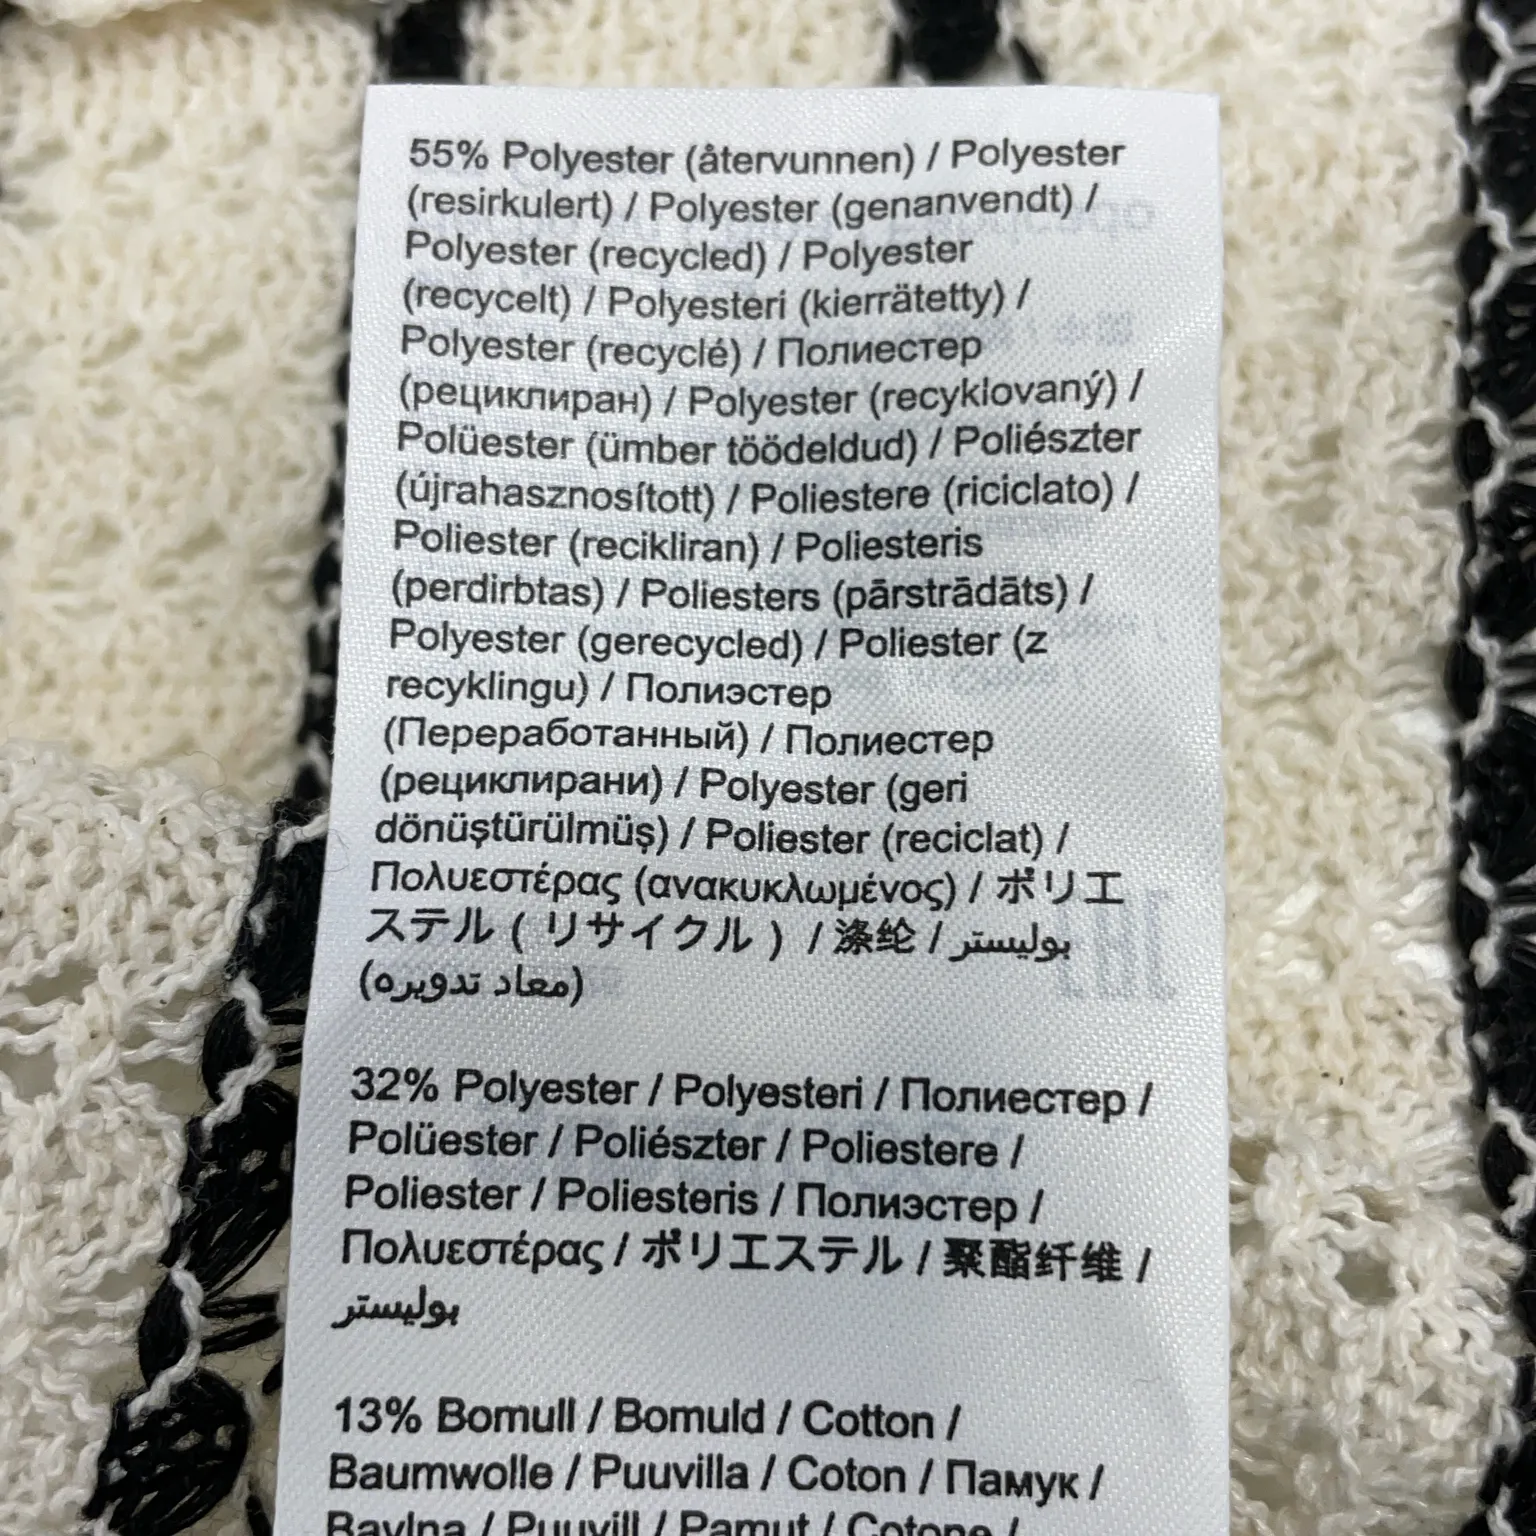 55% Polyester (återvunnen) / Polyester
(resirkulert) / Polyester (genanvendt) /
Polyester (recycled) / Polyester
(recycelt) / Polyesteri (kierrätetty) /
Polyester (recyclé) / Полиестер
(рециклиран) / Polyester (recyklovaný) /
Polüester (ümber töödeldud) / Poliészter
(újrahasznosított) / Poliestere (riciclato) /
Poliester (recikliran) / Poliesteris
(perdirbtas) / Poliesters (pārstrādāts) /
Polyester (gerecycled) / Poliester (z
recyklingu) / Полиэстер
(Переработанный) / Полиестер
(рециклирани) / Polyester (geri
dönüştürülmüş) / Poliester (reciclat) /
Πολυεστέρας (ανακυκλωμένος) / ポリエ
ステル ( リサイクル ) / 涤纶 / بوليستر
(معاد تدويره)
32% Polyester / Polyesteri / Полиестер /
Polüester / Poliészter / Poliestere /
Poliester / Poliesteris / Полиэстер /
Πολυεστέρας / ポリエステル / 聚酯纤维 /
بوليستر
13% Bomull / Bomuld / Cotton /
Baumwolle / Puuvilla / Coton / Памук /
Bavlna / Puuvill / Pamut / Cotone /